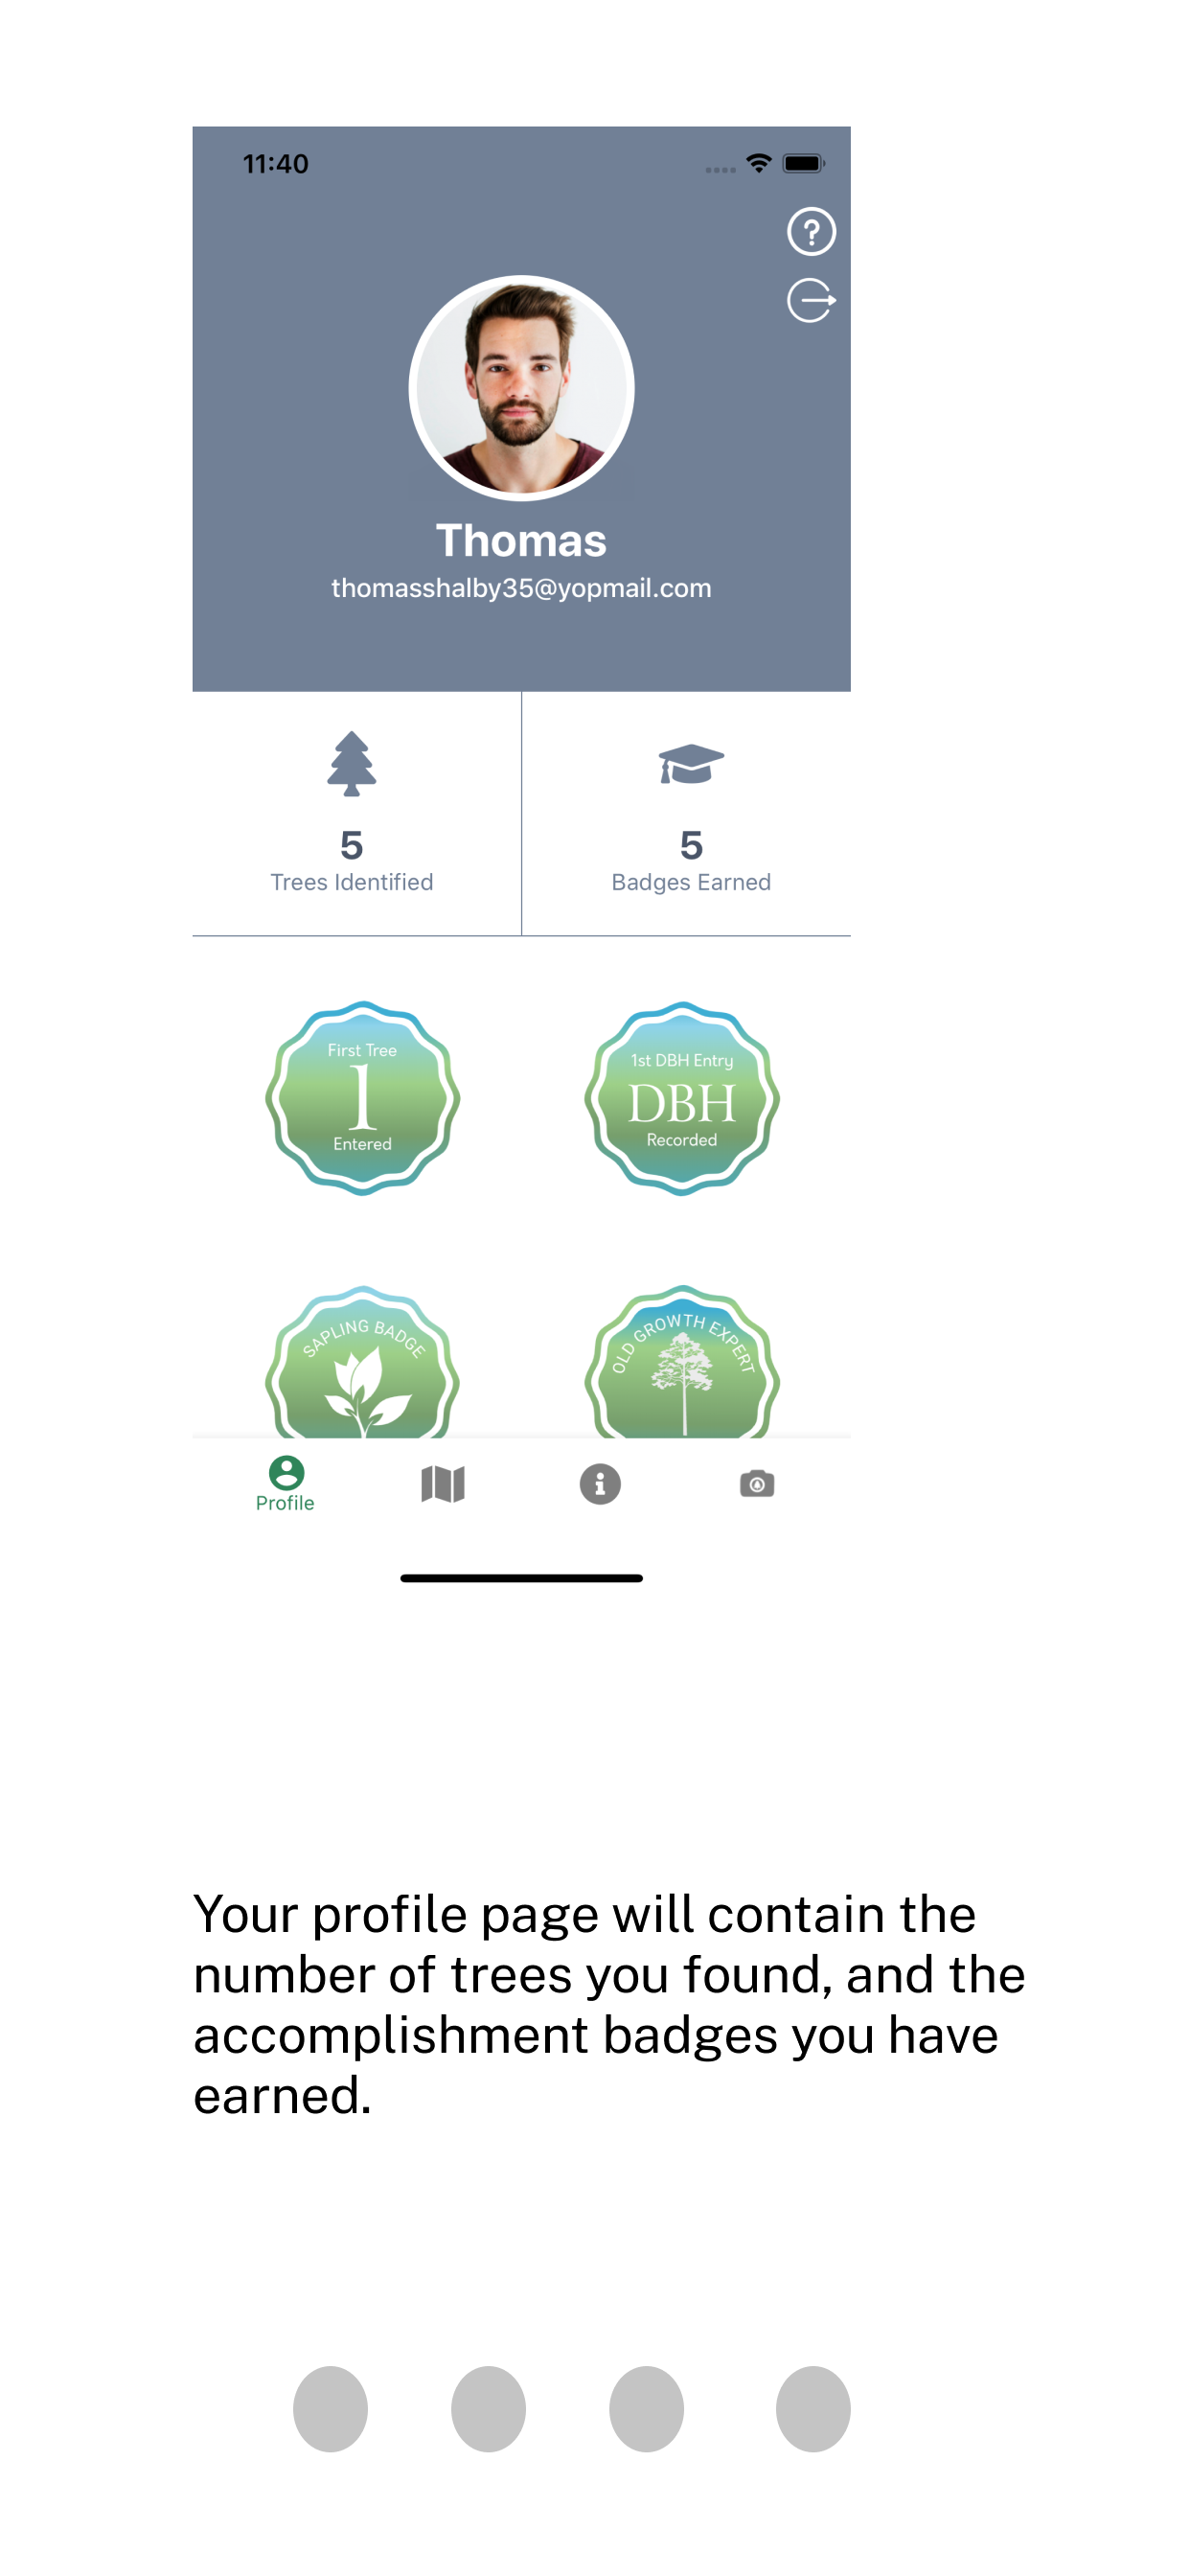 11:40
Thomas
thomasshalby35@yopmail.com
5
Trees Identified
5
Badges Earned
First Tree
1
Entered
1st DBH Entry
DBH
Recorded
SAPLING BADGE
OLD GROWTH EXPERT
Profile
Your profile page will contain the
number of trees you found, and the
accomplishment badges you have
earned.